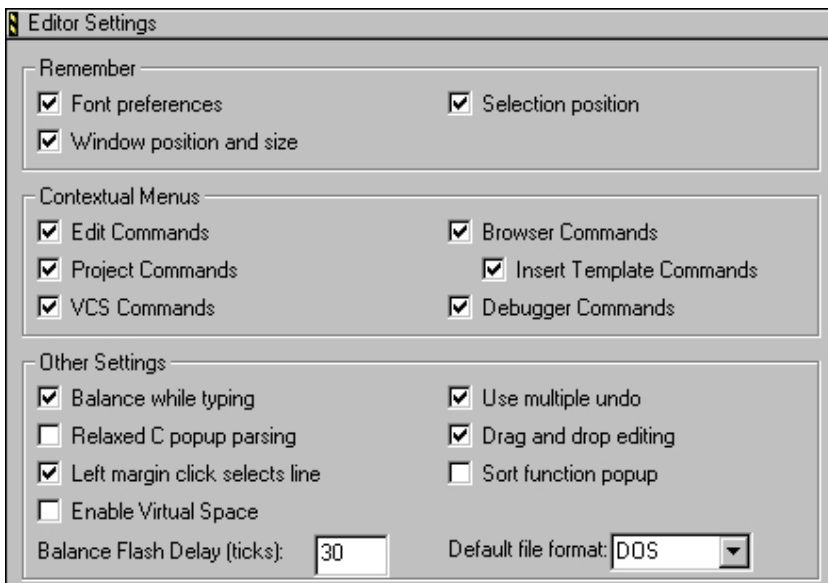 Editor Settings
Remember
Font preferences
Selection position
Window position and size
Contextual Menus
Edit Commands
Browser Commands
Project Commands
Insert Template Commands
VCS Commands
Debugger Commands
Other Settings
Balance while typing
Use multiple undo
Relaxed C popup parsing
Drag and drop editing
Left margin click selects line
Sort function popup
Enable Virtual Space
Balance Flash Delay (ticks): 30
Default file format: DOS